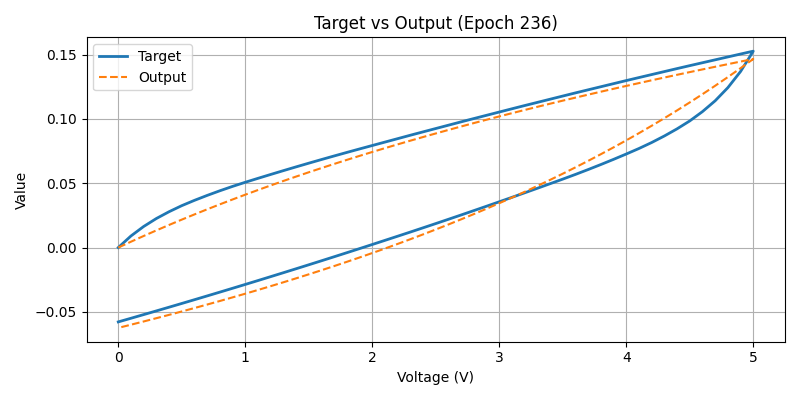 Target vs Output (Epoch 236)
Target
Output
0.15
0.10
0.05
0.00
−0.05
Value
0 1 2 3 4 5
Voltage (V)